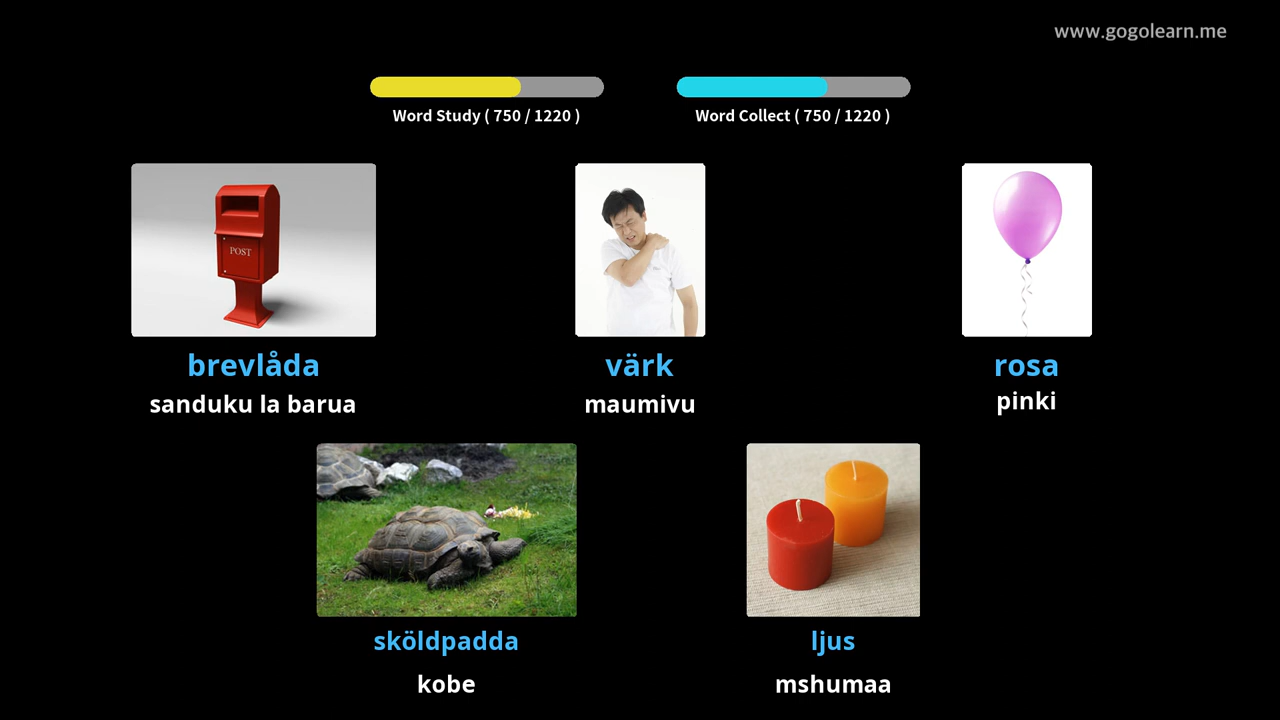 www.gogolearn.me
Word Study ( 750 / 1220 )
Word Collect ( 750 / 1220 )
POST
brevlåda
värk
rosa
sanduku la barua
maumivu
pinki
sköldpadda
ljus
kobe
mshumaa